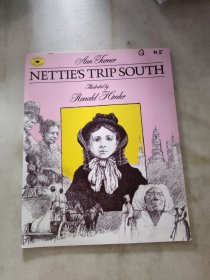 Ann Turner
NETTIE'S TRIP SOUTH
Illustrated by
Ronald Himler